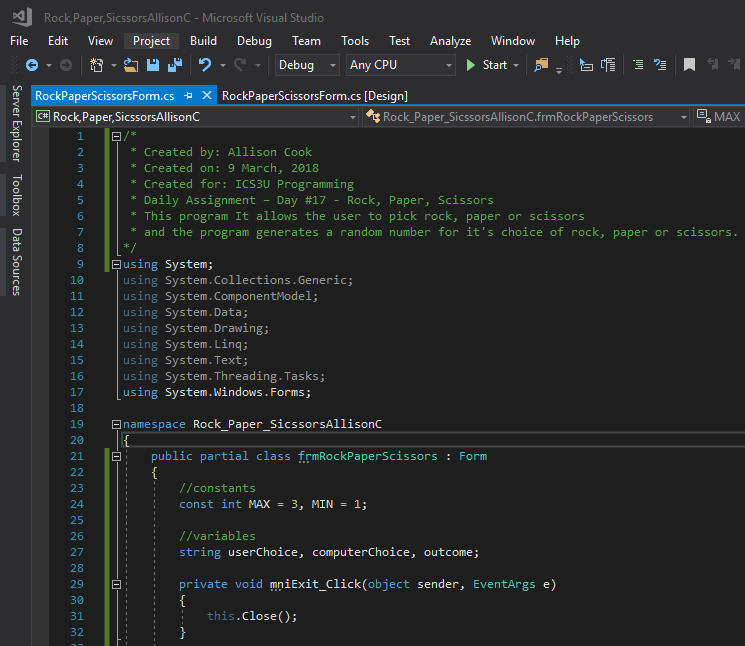 Rock,Paper,SicssorsAllisonC - Microsoft Visual Studio
File Edit View Project Build Debug Team Tools Test Analyze Window Help
Debug Any CPU Start
Server Explorer
Toolbox
Data Sources
RockPaperScissorsForm.cs RockPaperScissorsForm.cs [Design]
C# Rock,Paper,SicssorsAllisonC Rock_Paper_SicssorsAllisonC.frmRockPaperScissors MAX
1 /*
2 * Created by: Allison Cook
3 * Created on: 9 March, 2018
4 * Created for: ICS3U Programming
5 * Daily Assignment – Day #17 - Rock, Paper, Scissors
6 * This program It allows the user to pick rock, paper or scissors
7 * and the program generates a random number for it's choice of rock, paper or scissors.
8 */
9 using System;
10 using System.Collections.Generic;
11 using System.ComponentModel;
12 using System.Data;
13 using System.Drawing;
14 using System.Linq;
15 using System.Text;
16 using System.Threading.Tasks;
17 using System.Windows.Forms;
18
19 namespace Rock_Paper_SicssorsAllisonC
20 {
21 public partial class frmRockPaperScissors : Form
22 {
23 //constants
24 const int MAX = 3, MIN = 1;
25
26 //variables
27 string userChoice, computerChoice, outcome;
28
29 private void mniExit_Click(object sender, EventArgs e)
30 {
31 this.Close();
32 }